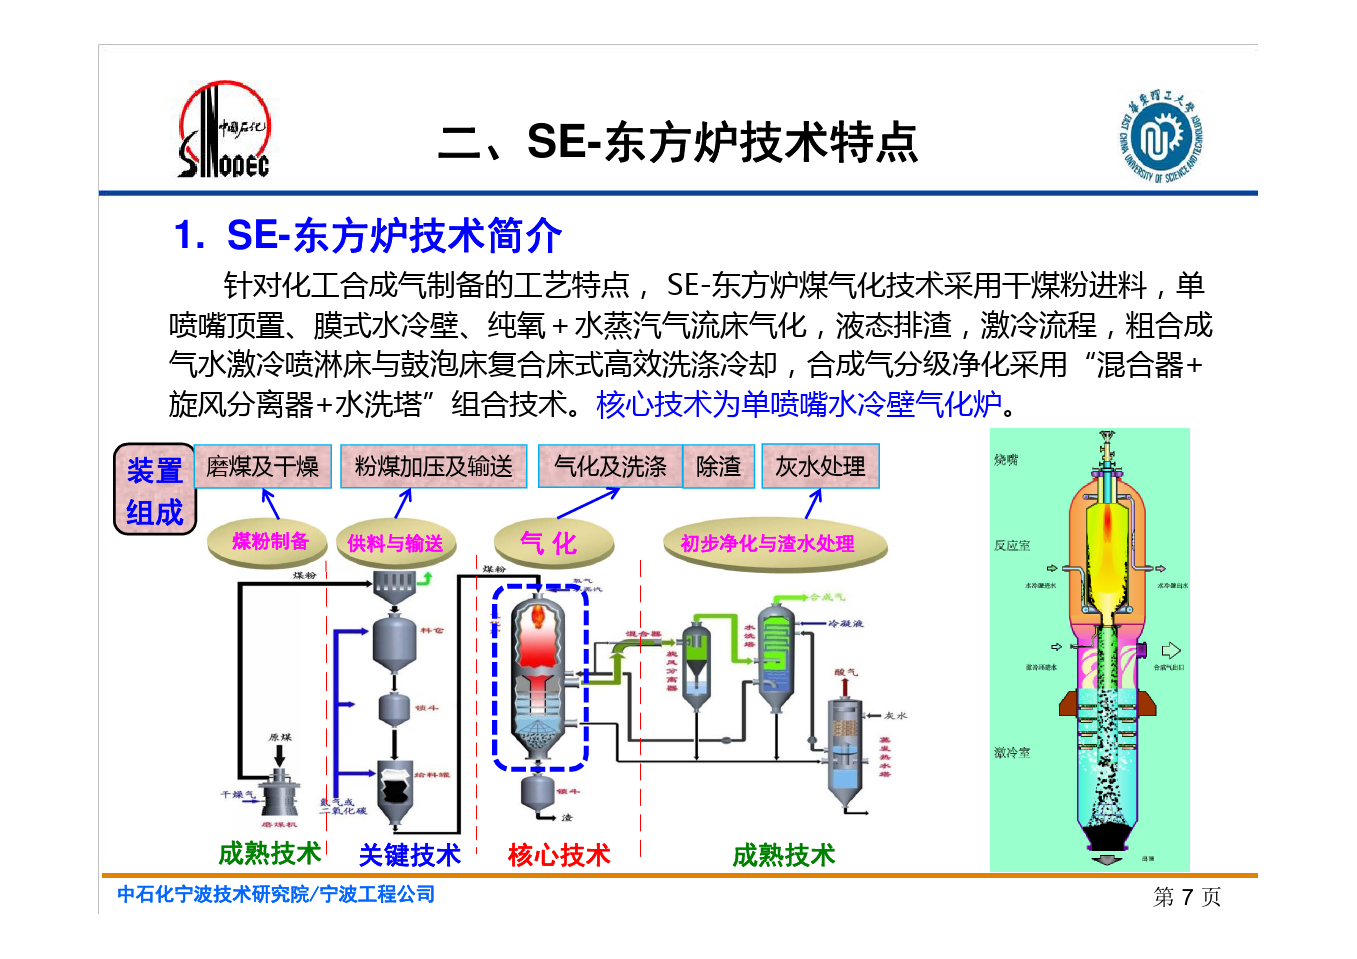 中国石化
SINOPEC
二、SE-东方炉技术特点
華東理工大学
EAST CHINA UNIVERSITY OF SCIENCE AND TECHNOLOGY
1. SE-东方炉技术简介
针对化工合成气制备的工艺特点， SE-东方炉煤气化技术采用干煤粉进料，单
喷嘴顶置、膜式水冷壁、纯氧＋水蒸汽气流床气化，液态排渣，激冷流程，粗合成
气水激冷喷淋床与鼓泡床复合床式高效洗涤冷却，合成气分级净化采用“混合器+
旋风分离器+水洗塔”组合技术。核心技术为单喷嘴水冷壁气化炉。
装置
组成
磨煤及干燥
粉煤加压及输送
气化及洗涤
除渣
灰水处理
煤粉制备
供料与输送
气化
初步净化与渣水处理
煤粉
煤粉
料仓
锁斗
给料罐
原煤
干燥气
磨煤机
氮气或
二氧化碳
氧气
蒸汽
锁斗
渣
混合器
旋风分离器
水洗塔
合成气
冷凝液
酸气
灰水
蒸发热水塔
烧嘴
反应室
水冷壁进水
水冷壁出水
激冷环进水
合成气出口
激冷室
成熟技术
关键技术
核心技术
成熟技术
中石化宁波技术研究院/宁波工程公司
第 7 页